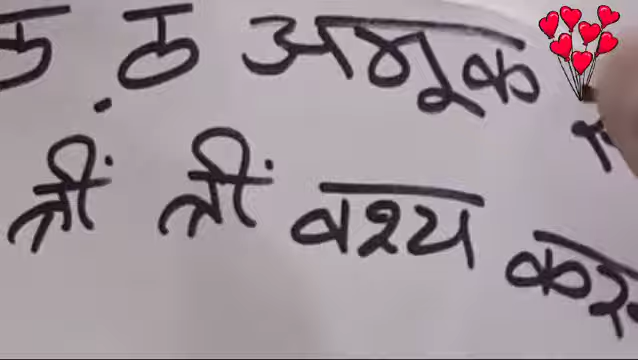 ठ ठ अमूक
त्रीं त्रीं वश्य